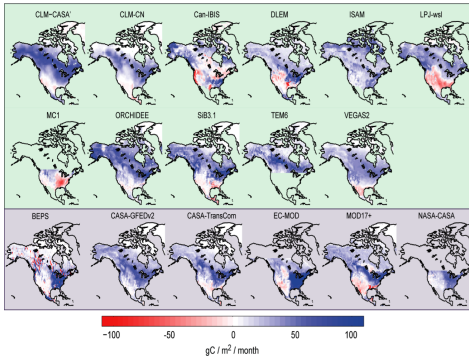 CLM−CASA' CLM-CN Can-IBIS DLEM ISAM LPJ-wsl
MC1 ORCHIDEE SiB3.1 TEM6 VEGAS2
BEPS CASA-GFEDv2 CASA-TransCom EC-MOD MOD17+ NASA-CASA
−100 −50 0 50 100
gC / m² / month